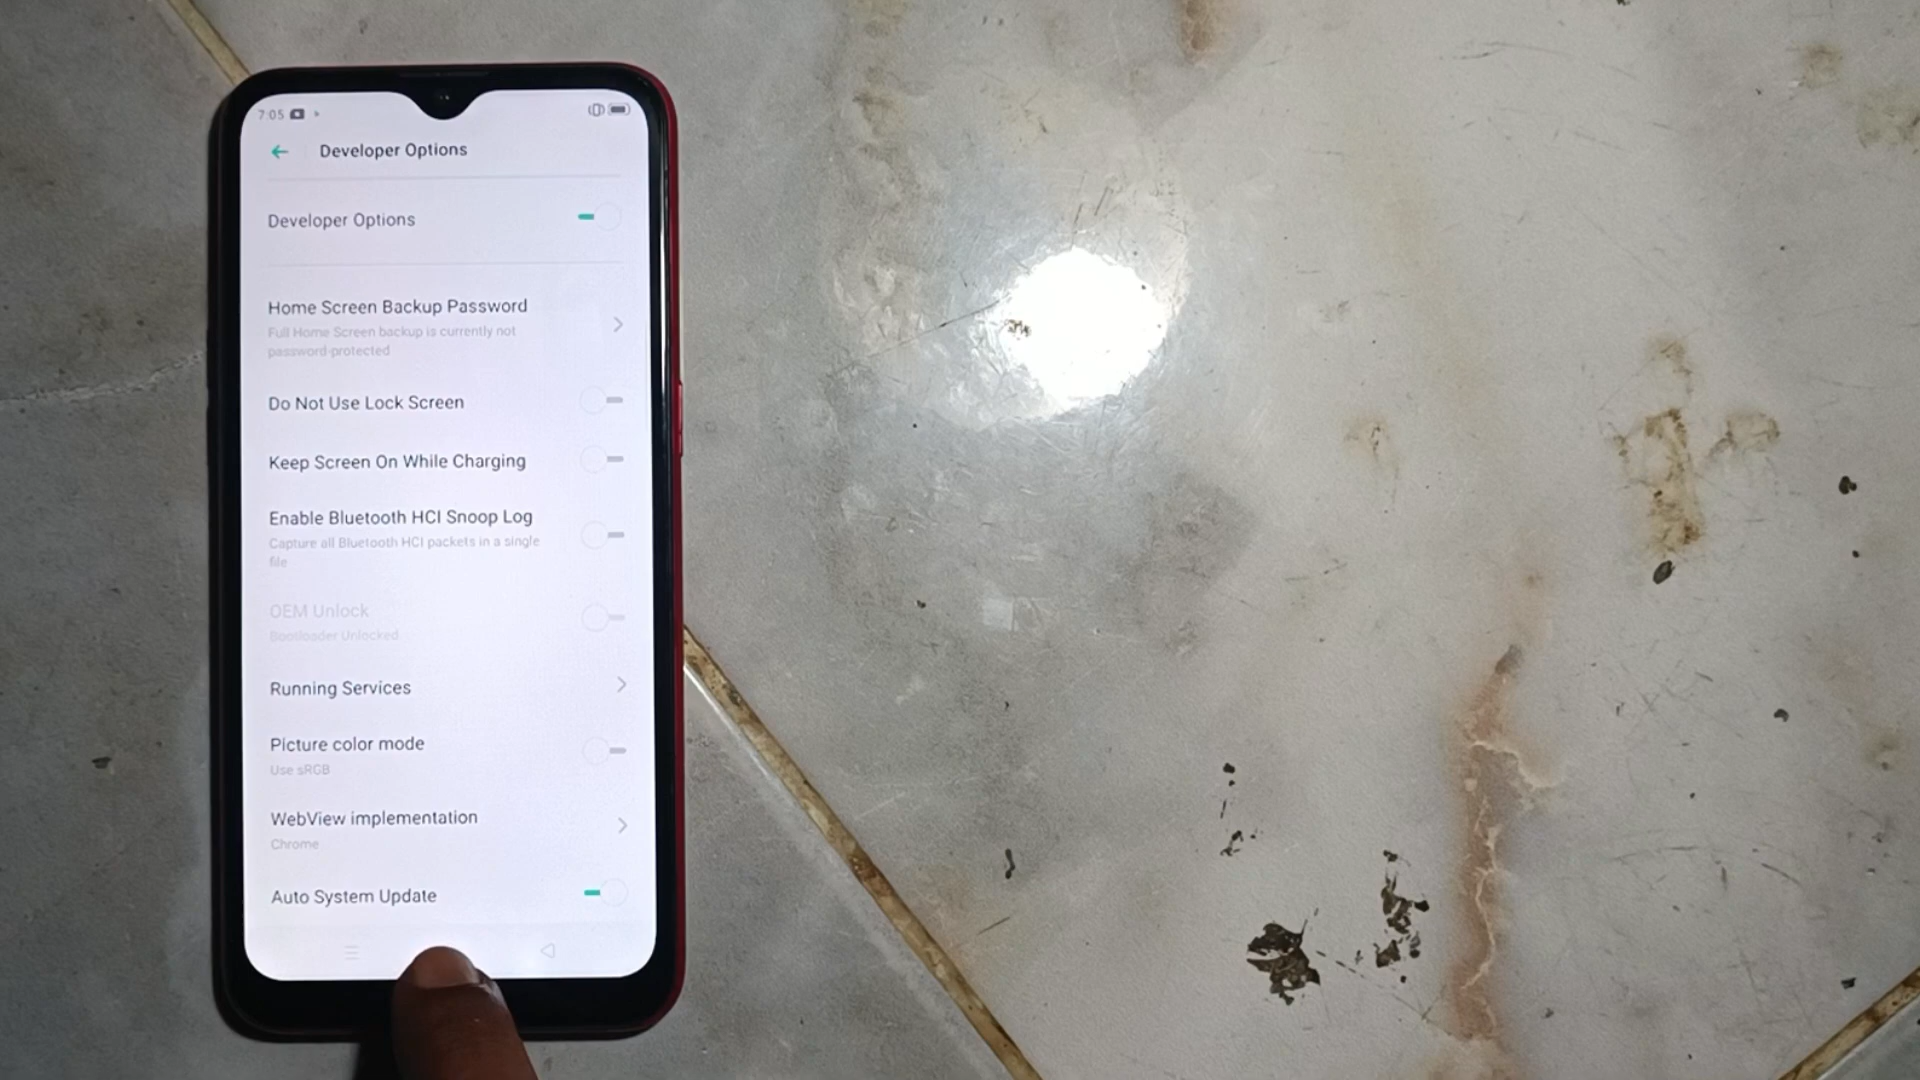 7:05
Developer Options
Developer Options
Home Screen Backup Password
Full Home Screen backup is currently not
password-protected
Do Not Use Lock Screen
Keep Screen On While Charging
Enable Bluetooth HCI Snoop Log
Capture all Bluetooth HCI packets in a single
file
OEM Unlock
Bootloader Unlocked
Running Services
Picture color mode
Use sRGB
WebView implementation
Chrome
Auto System Update